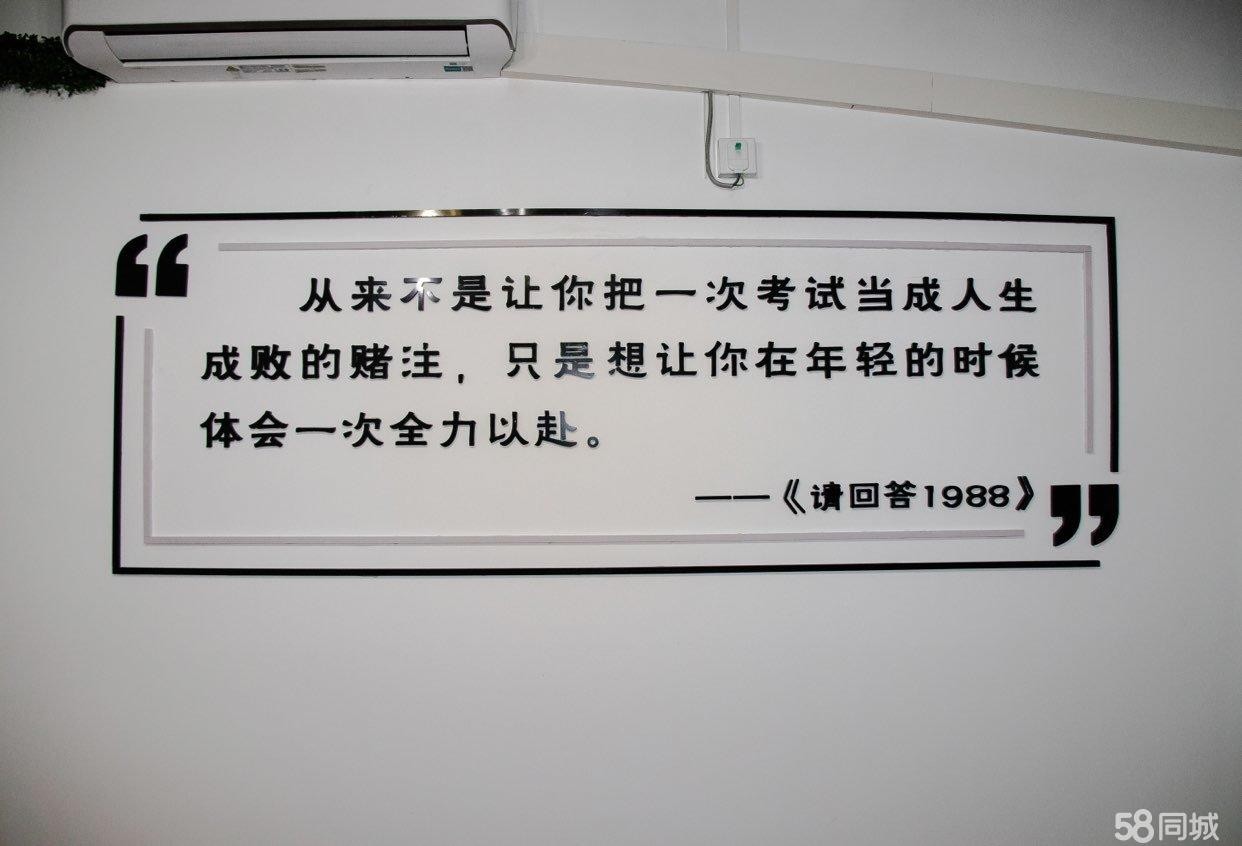 从来不是让你把一次考试当成人生
成败的赌注，只是想让你在年轻的时候
体会一次全力以赴。
——《请回答1988》
58同城